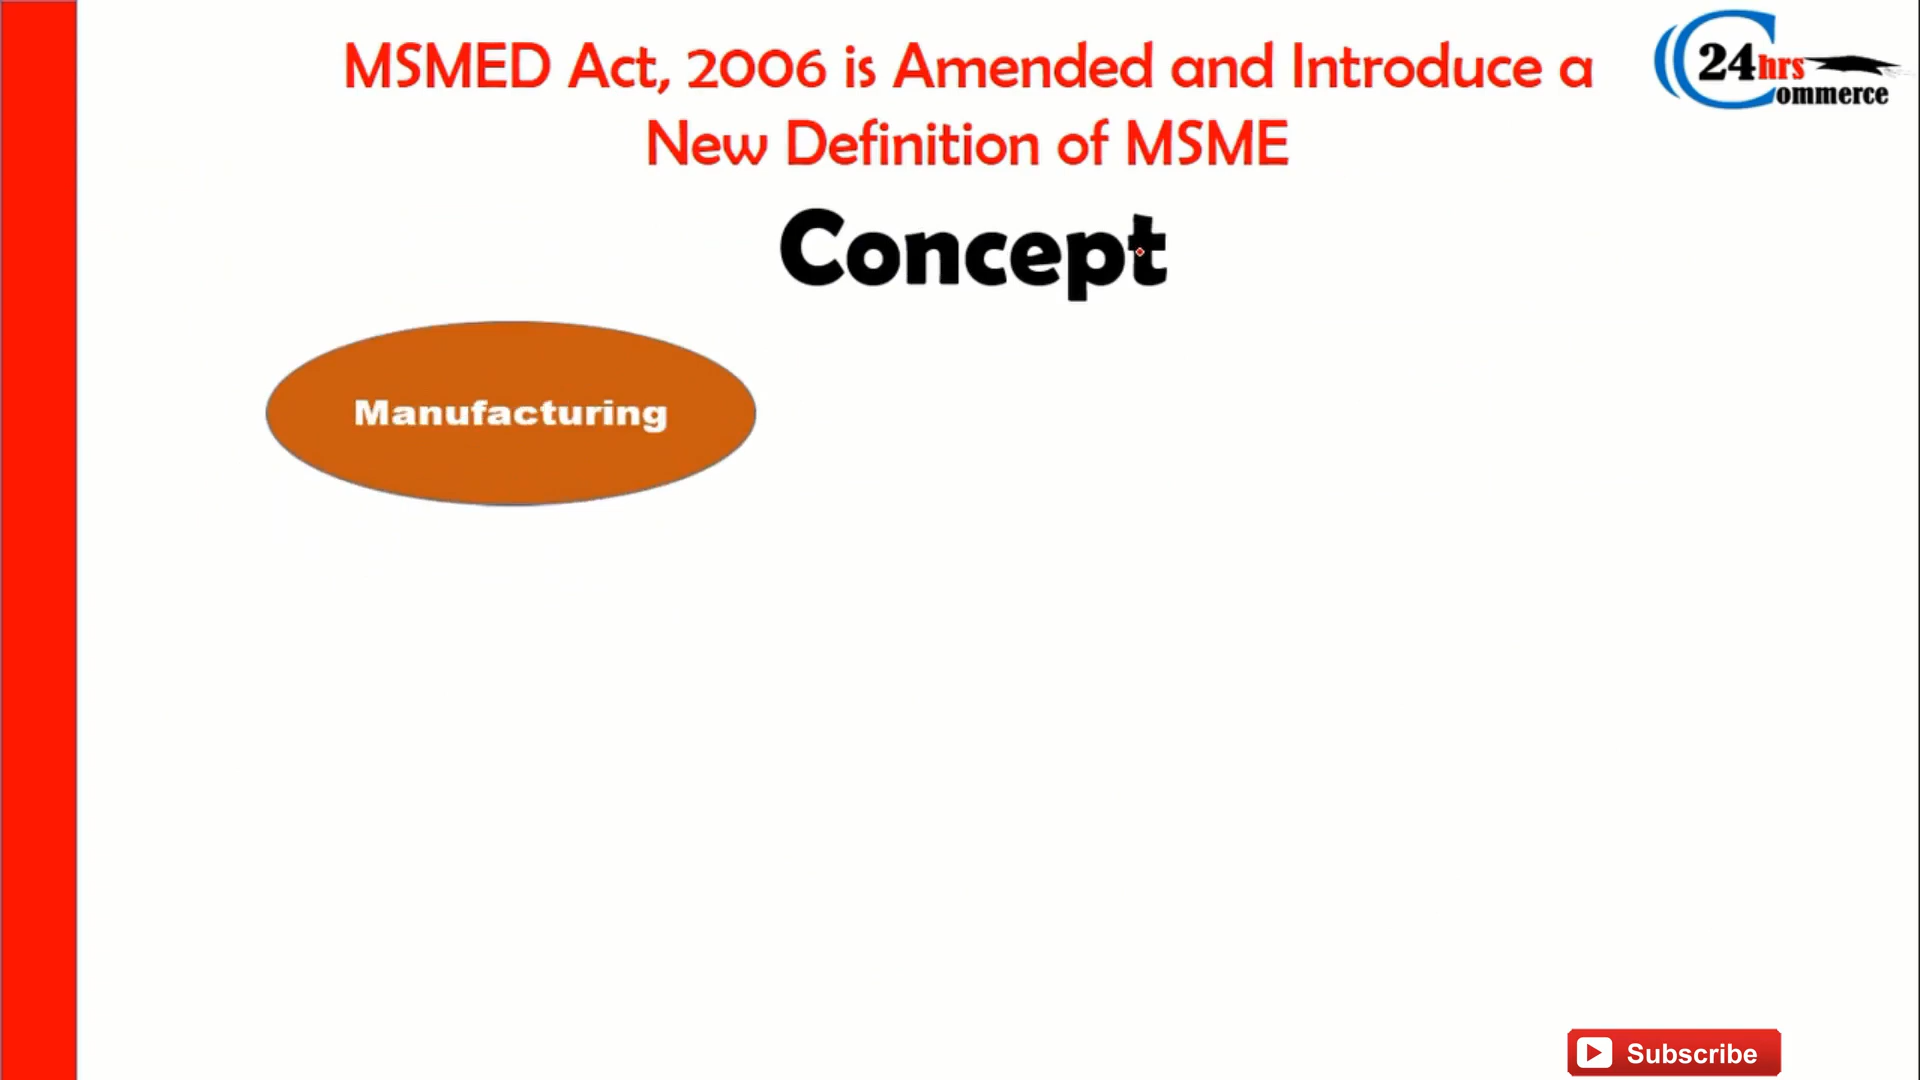 MSMED Act, 2006 is Amended and Introduce a
New Definition of MSME
24hrs
Commerce
Concept
Manufacturing
Subscribe